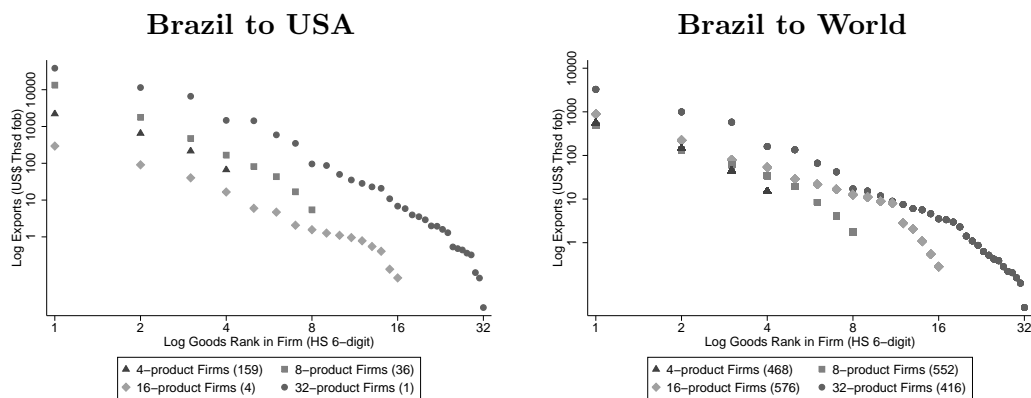 Brazil to USA
Log Exports (US$ Thsd fob)
10000
1000
100
10
1
1 2 4 8 16 32
Log Goods Rank in Firm (HS 6−digit)
4−product Firms (159) 8−product Firms (36)
16−product Firms (4) 32−product Firms (1)
Brazil to World
Log Exports (US$ Thsd fob)
10000
1000
100
10
1
1 2 4 8 16 32
Log Goods Rank in Firm (HS 6−digit)
4−product Firms (468) 8−product Firms (552)
16−product Firms (576) 32−product Firms (416)